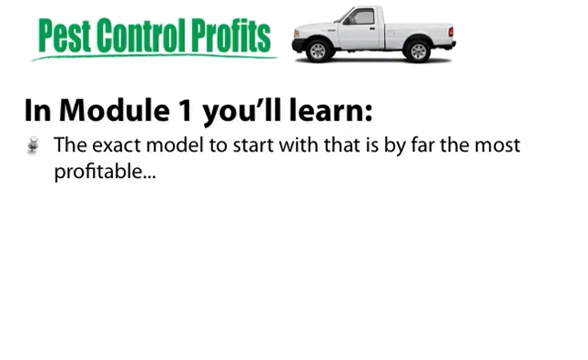 Pest Control Profits
In Module 1 you'll learn:
The exact model to start with that is by far the most
profitable...